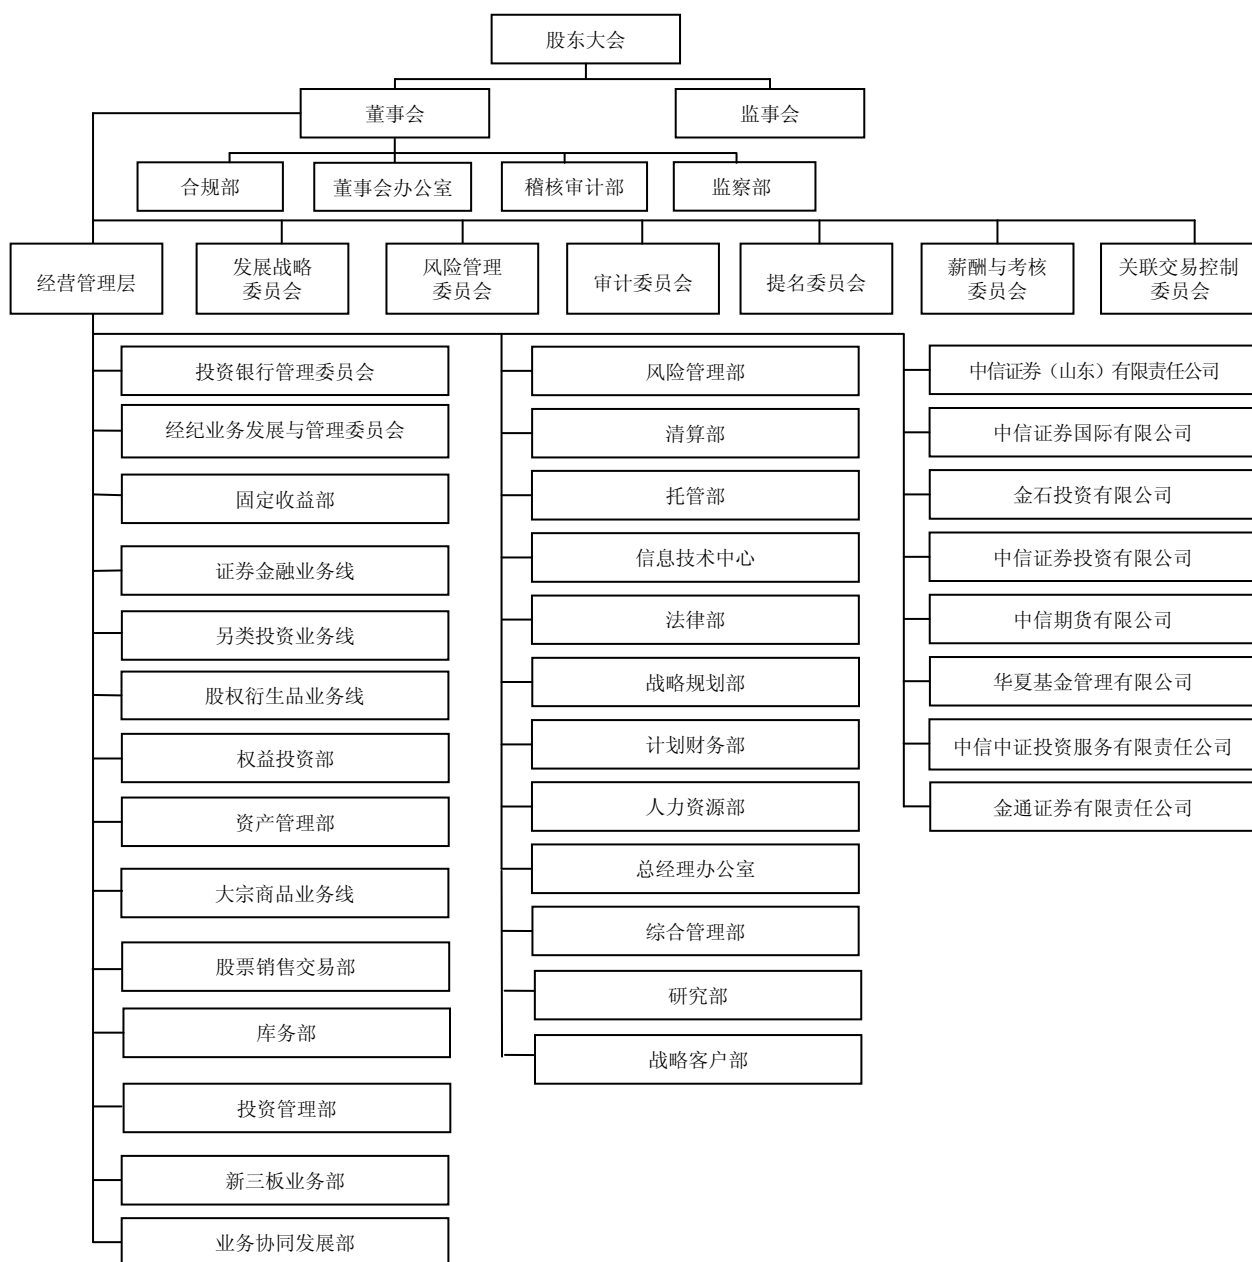 股东大会
董事会
监事会
合规部
董事会办公室
稽核审计部
监察部
经营管理层
发展战略
委员会
风险管理
委员会
审计委员会
提名委员会
薪酬与考核
委员会
关联交易控制
委员会
投资银行管理委员会
经纪业务发展与管理委员会
固定收益部
证券金融业务线
另类投资业务线
股权衍生品业务线
权益投资部
资产管理部
大宗商品业务线
股票销售交易部
库务部
投资管理部
新三板业务部
业务协同发展部
风险管理部
清算部
托管部
信息技术中心
法律部
战略规划部
计划财务部
人力资源部
总经理办公室
综合管理部
研究部
战略客户部
中信证券（山东）有限责任公司
中信证券国际有限公司
金石投资有限公司
中信证券投资有限公司
中信期货有限公司
华夏基金管理有限公司
中信中证投资服务有限责任公司
金通证券有限责任公司